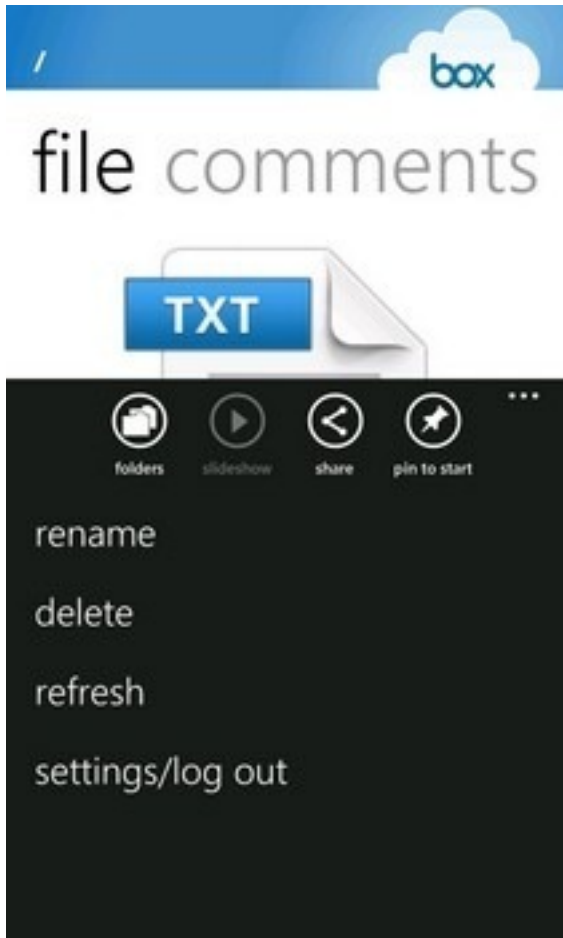 /
box
file comments
TXT
...
folders slideshow share pin to start
rename
delete
refresh
settings/log out